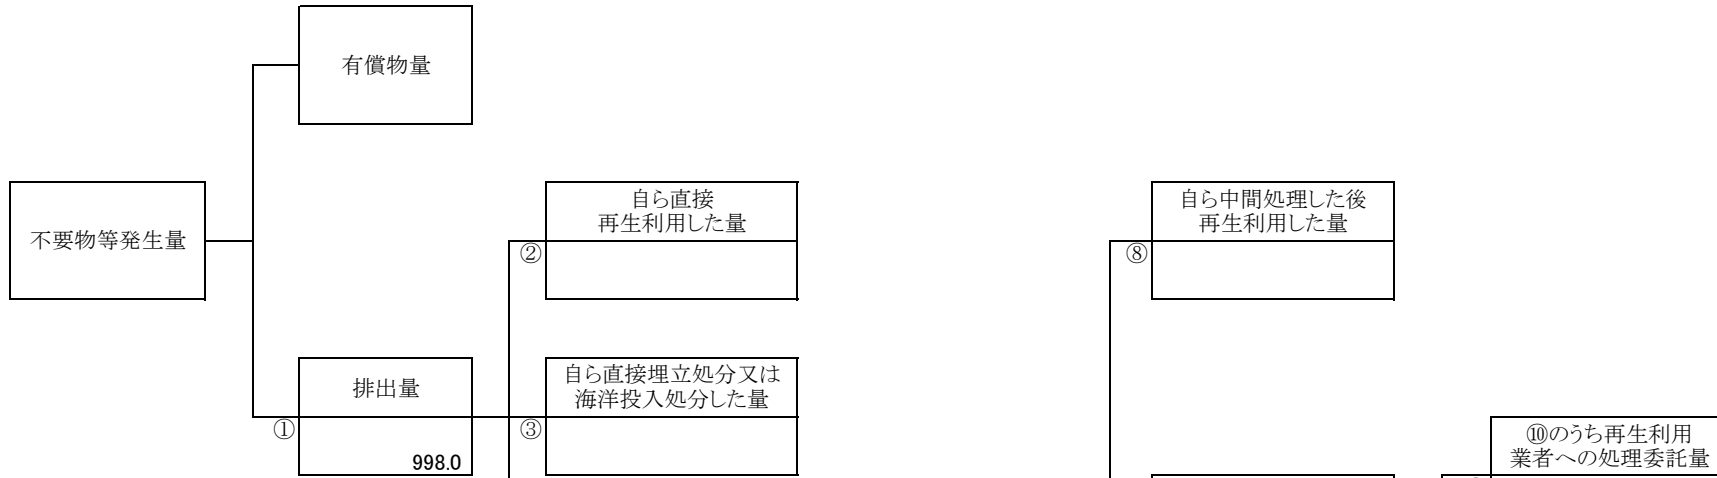 有償物量
不要物等発生量
自ら直接
再生利用した量
②
自ら中間処理した後
再生利用した量
⑧
排出量
①
998.0
自ら直接埋立処分又は
海洋投入処分した量
③
⑩のうち再生利用
業者への処理委託量